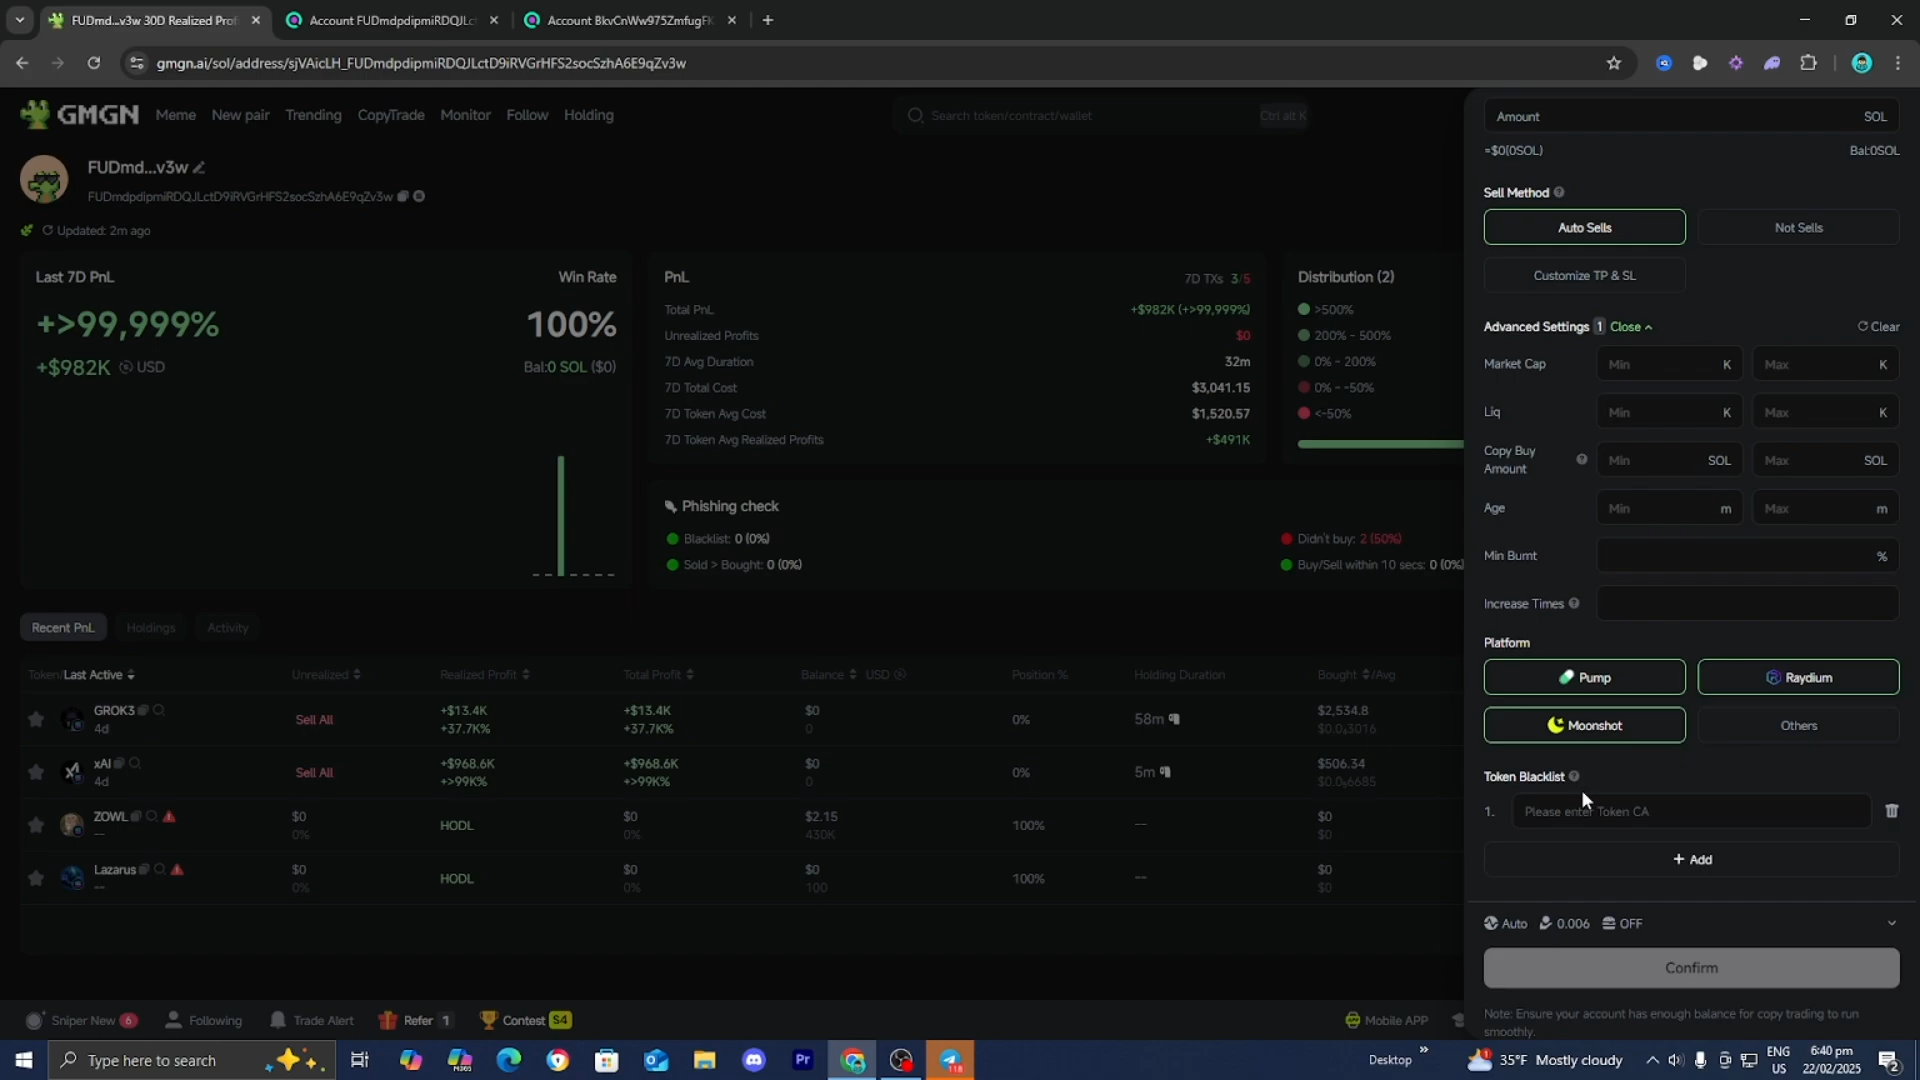 FUDmd...v3w 30D Realized Prof
Account FUDmdpdipmiRDQJLc
Account BkvCnWw975ZmfugFK
gmgn.ai/sol/address/sjVAicLH_FUDmdpdipmiRDQJLctD9iRVGrHFS2socSzhA6E9qZv3w
GMGN
Meme
New pair
Trending
CopyTrade
Monitor
Follow
Holding
Search token/contract/wallet
Ctrl alt K
FUDmd...v3w
FUDmdpdipmiRDQJLctD9iRVGrHFS2socSzhA6E9qZv3w
Updated: 2m ago
Last 7D PnL
Win Rate
+>99,999%
100%
+$982K USD
Bal:0 SOL ($0)
PnL
7D TXs 3/5
Total PnL
+$982K (+>99,999%)
Unrealized Profits
$0
7D Avg Duration
32m
7D Total Cost
$3,041.15
7D Token Avg Cost
$1,520.57
7D Token Avg Realized Profits
+$491K
Distribution (2)
>500%
200% - 500%
0% - 200%
0% - -50%
<-50%
Phishing check
Blacklist: 0 (0%)
Didn't buy: 2 (50%)
Sold > Bought: 0 (0%)
Buy/Sell within 10 secs: 0 (0%)
Recent PnL
Holdings
Activity
Token/Last Active
Unrealized
Realized Profit
Total Profit
Balance USD
Position %
Holding Duration
Bought /Avg
GROK3
4d
Sell All
+$13.4K
+37.7K%
+$13.4K
+37.7K%
$0
0
0%
58m
$2,534.8
$0.0₄3016
xAI
4d
Sell All
+$968.6K
+>99K%
+$968.6K
+>99K%
$0
0
0%
5m
$506.34
$0.0₆6685
ZOWL
--
$0
0%
HODL
$0
0%
$2.15
430K
100%
--
$0
$0
Lazarus
--
$0
0%
HODL
$0
0%
$0
100
100%
--
$0
$0
Sniper New 6
Following
Trade Alert
Refer 1
Contest S4
Mobile APP
Amount
SOL
≈$0(0SOL)
Bal:0SOL
Sell Method
Auto Sells
Not Sells
Customize TP & SL
Advanced Settings 1 Close
Clear
Market Cap
Min K
Max K
Liq
Min K
Max K
Copy Buy
Amount
Min SOL
Max SOL
Age
Min m
Max m
Min Burnt
%
Increase Times
Platform
Pump
Raydium
Moonshot
Others
Token Blacklist
1. Please enter Token CA
+ Add
Auto 0.006 OFF
Confirm
Note: Ensure your account has enough balance for copy trading to run
smoothly.
Type here to search
Desktop
35°F Mostly cloudy
ENG
US
6:40 pm
22/02/2025